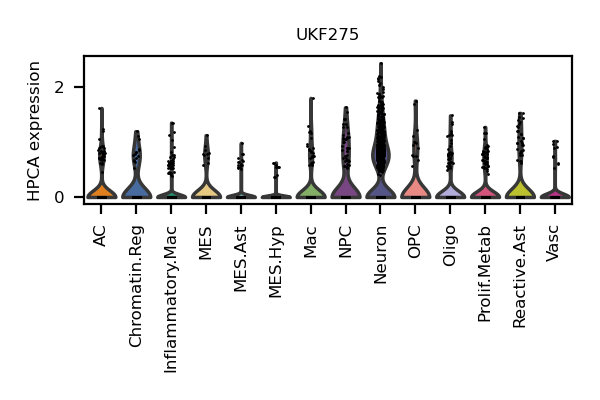 UKF275
HPCA expression
2
0
AC
Chromatin.Reg
Inflammatory.Mac
MES
MES.Ast
MES.Hyp
Mac
NPC
Neuron
OPC
Oligo
Prolif.Metab
Reactive.Ast
Vasc